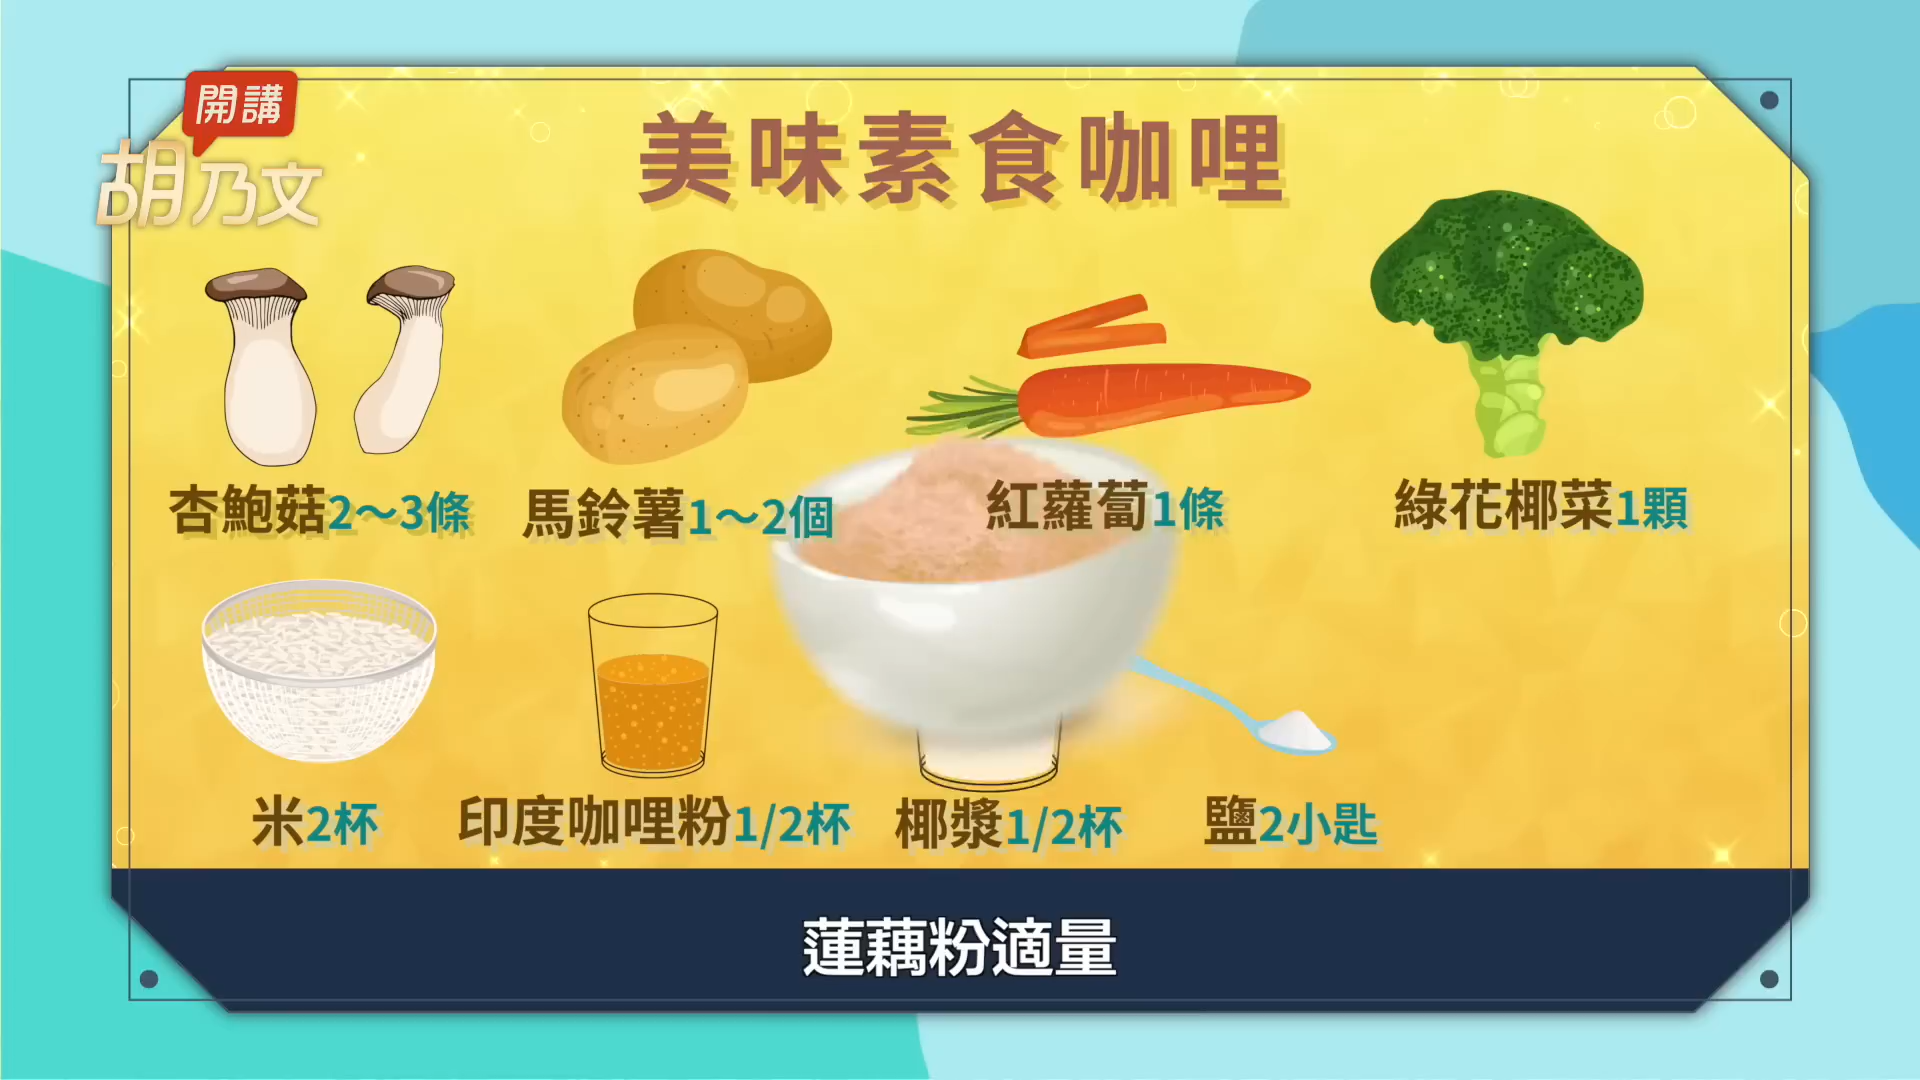 開講
胡乃文
美味素食咖哩
杏鮑菇2～3條
馬鈴薯1～2個
紅蘿蔔1條
綠花椰菜1顆
米2杯
印度咖哩粉1/2杯
椰漿1/2杯
鹽2小匙
蓮藕粉適量